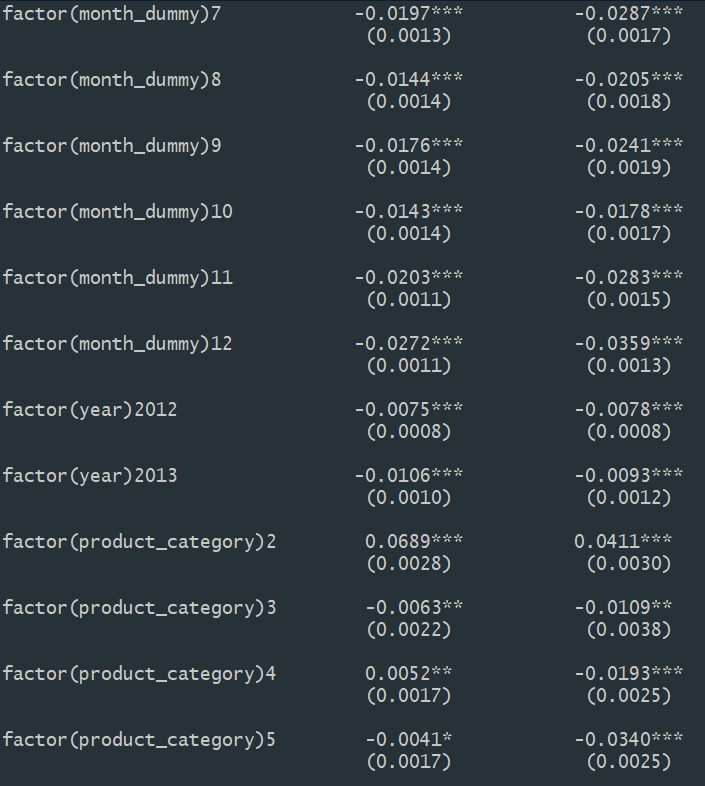 factor(month_dummy)7 -0.0197*** -0.0287***
(0.0013) (0.0017)
factor(month_dummy)8 -0.0144*** -0.0205***
(0.0014) (0.0018)
factor(month_dummy)9 -0.0176*** -0.0241***
(0.0014) (0.0019)
factor(month_dummy)10 -0.0143*** -0.0178***
(0.0014) (0.0017)
factor(month_dummy)11 -0.0203*** -0.0283***
(0.0011) (0.0015)
factor(month_dummy)12 -0.0272*** -0.0359***
(0.0011) (0.0013)
factor(year)2012 -0.0075*** -0.0078***
(0.0008) (0.0008)
factor(year)2013 -0.0106*** -0.0093***
(0.0010) (0.0012)
factor(product_category)2 0.0689*** 0.0411***
(0.0028) (0.0030)
factor(product_category)3 -0.0063** -0.0109**
(0.0022) (0.0038)
factor(product_category)4 0.0052** -0.0193***
(0.0017) (0.0025)
factor(product_category)5 -0.0041* -0.0340***
(0.0017) (0.0025)